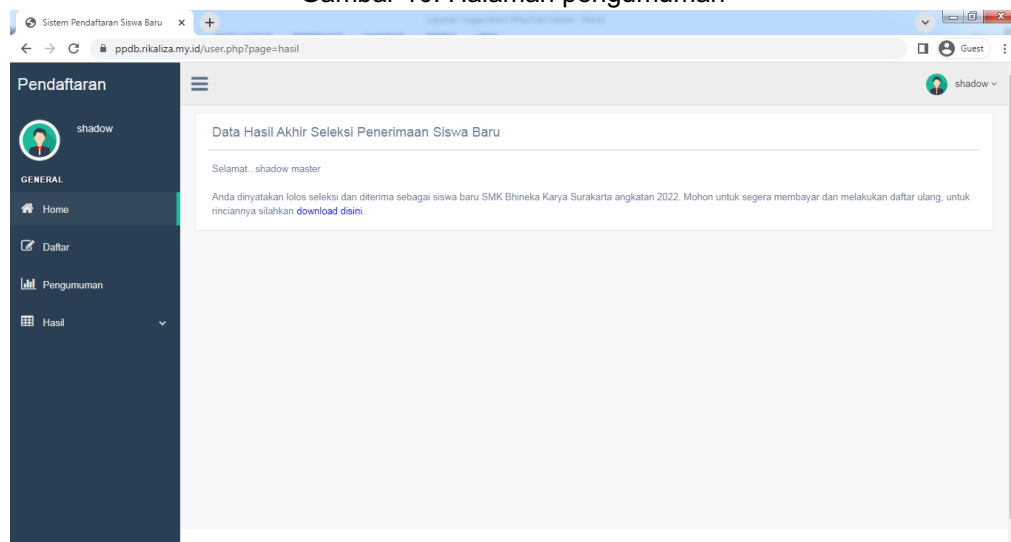 Sistem Pendaftaran Siswa Baru
ppdb.rikaliza.my.id/user.php?page=hasil
Guest
Pendaftaran
shadow
shadow
GENERAL
Home
Daftar
Pengumuman
Hasil
Data Hasil Akhir Seleksi Penerimaan Siswa Baru
Selamat.. shadow master
Anda dinyatakan lolos seleksi dan diterima sebagai siswa baru SMK Bhineka Karya Surakarta angkatan 2022. Mohon untuk segera membayar dan melakukan daftar ulang, untuk
rinciannya silahkan download disini.